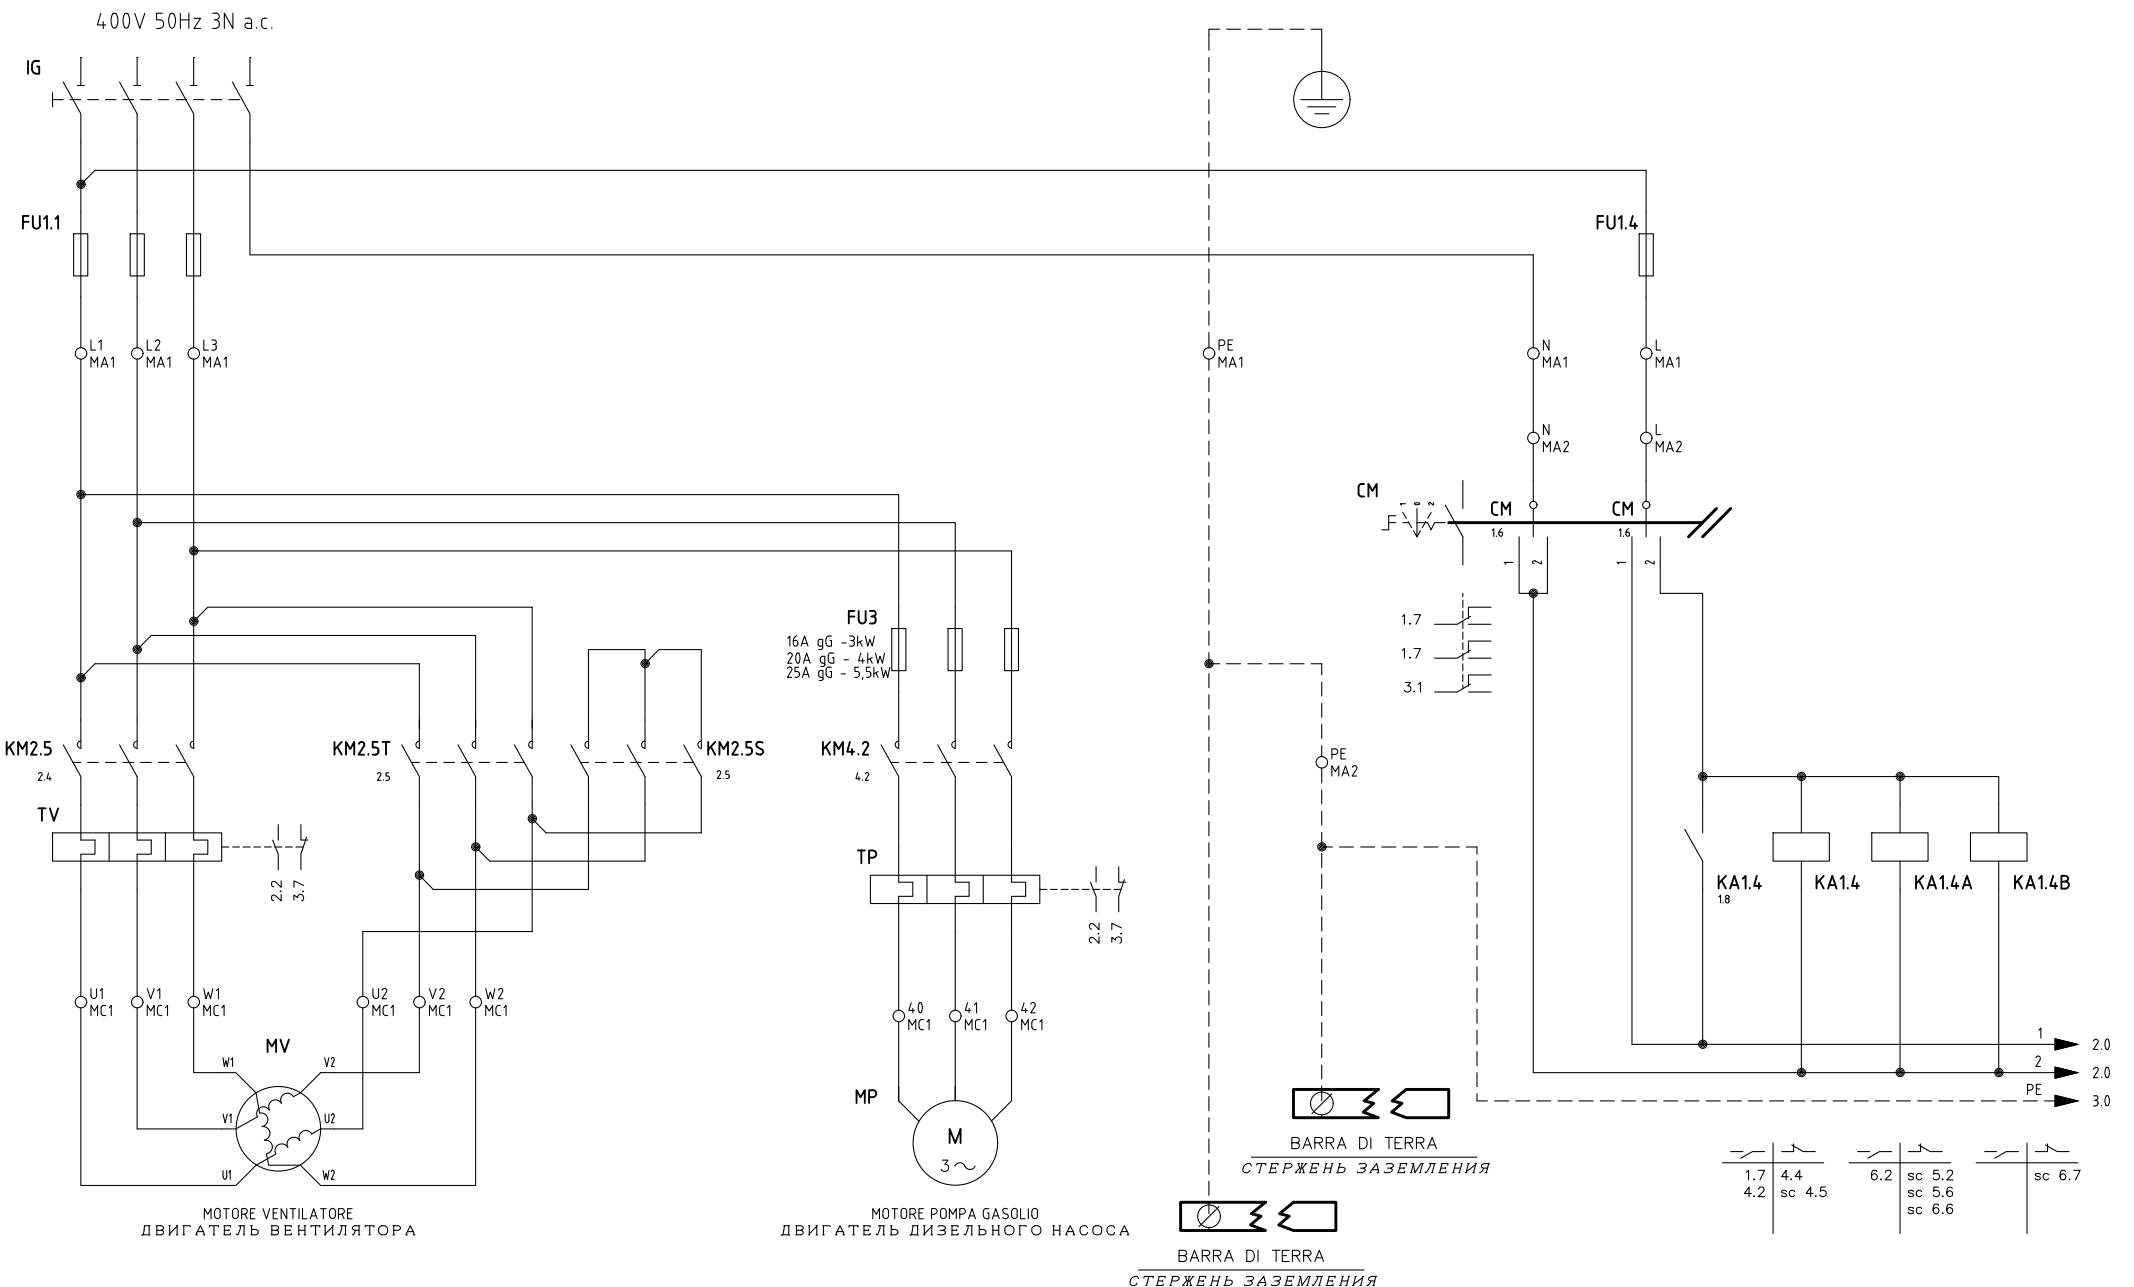 400V 50Hz 3N a.c.
IG
FU1.1
FU1.4
L1
MA1
L2
MA1
L3
MA1
PE
MA1
N
MA1
L
MA1
N
MA2
L
MA2
CM
1
0
2
CM
1.6
CM
1.6
1
2
1
2
FU3
16A gG -3kW
20A gG - 4kW
25A gG - 5,5kW
1.7
1.7
3.1
KM2.5
2.4
KM2.5T
2.5
KM2.5S
2.5
KM4.2
4.2
PE
MA2
TV
2.2
3.7
TP
2.2
3.7
KA1.4
1.8
KA1.4
KA1.4A
KA1.4B
U1
MC1
V1
MC1
W1
MC1
U2
MC1
V2
MC1
W2
MC1
40
MC1
41
MC1
42
MC1
MV
W1
V2
V1
U2
U1
W2
MP
M
3~
1
2.0
2
2.0
PE
3.0
BARRA DI TERRA
СТЕРЖЕНЬ ЗАЗЕМЛЕНИЯ
1.7
4.4
4.2
sc 4.5
6.2
sc 5.2
sc 5.6
sc 6.6
sc 6.7
MOTORE VENTILATORE
ДВИГАТЕЛЬ ВЕНТИЛЯТОРА
MOTORE POMPA GASOLIO
ДВИГАТЕЛЬ ДИЗЕЛЬНОГО НАСОСА
BARRA DI TERRA
СТЕРЖЕНЬ ЗАЗЕМЛЕНИЯ